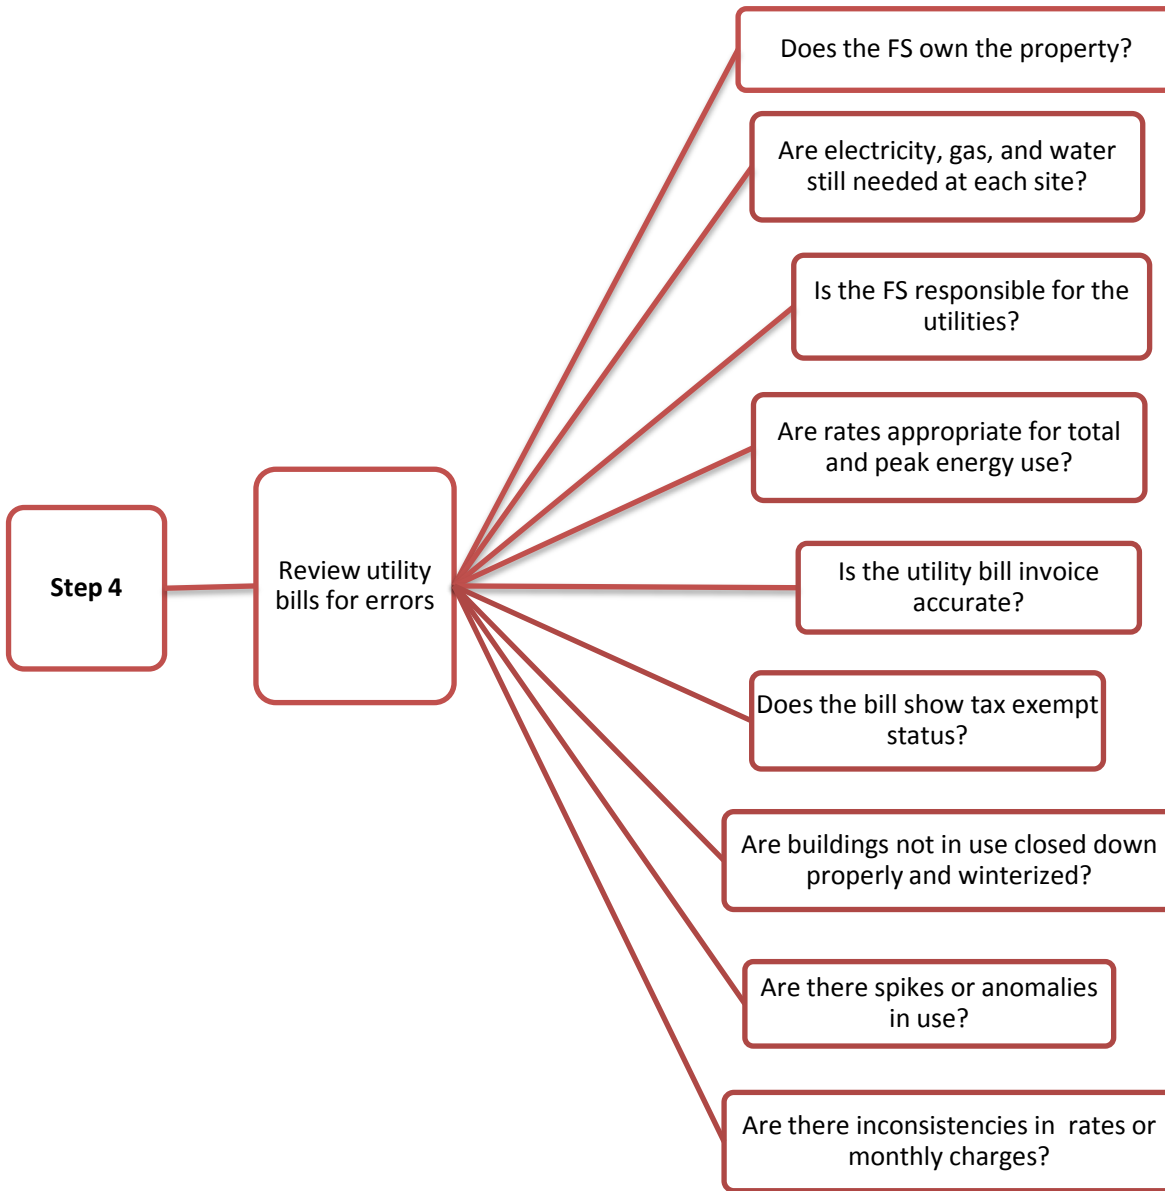 Step 4
Review utility
bills for errors
Does the FS own the property?
Are electricity, gas, and water
still needed at each site?
Is the FS responsible for the
utilities?
Are rates appropriate for total
and peak energy use?
Is the utility bill invoice
accurate?
Does the bill show tax exempt
status?
Are buildings not in use closed down
properly and winterized?
Are there spikes or anomalies
in use?
Are there inconsistencies in  rates or
monthly charges?